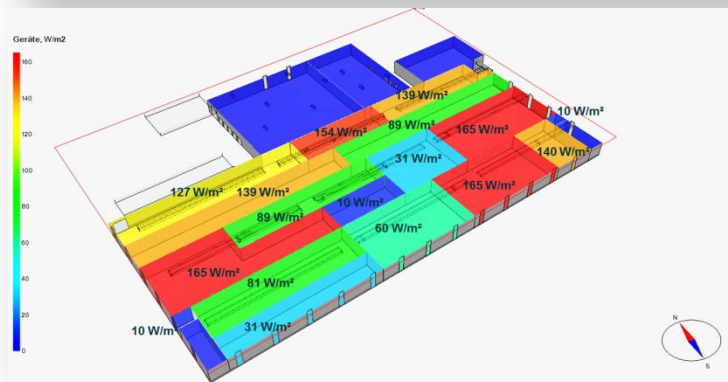 Geräte, W/m2
160
140
120
100
80
60
40
20
0
139 W/m²
154 W/m²
89 W/m²
165 W/m²
10 W/m²
140 W/m²
31 W/m²
127 W/m²
139 W/m²
10 W/m²
165 W/m²
89 W/m²
60 W/m²
165 W/m²
81 W/m²
10 W/m²
31 W/m²
N
S